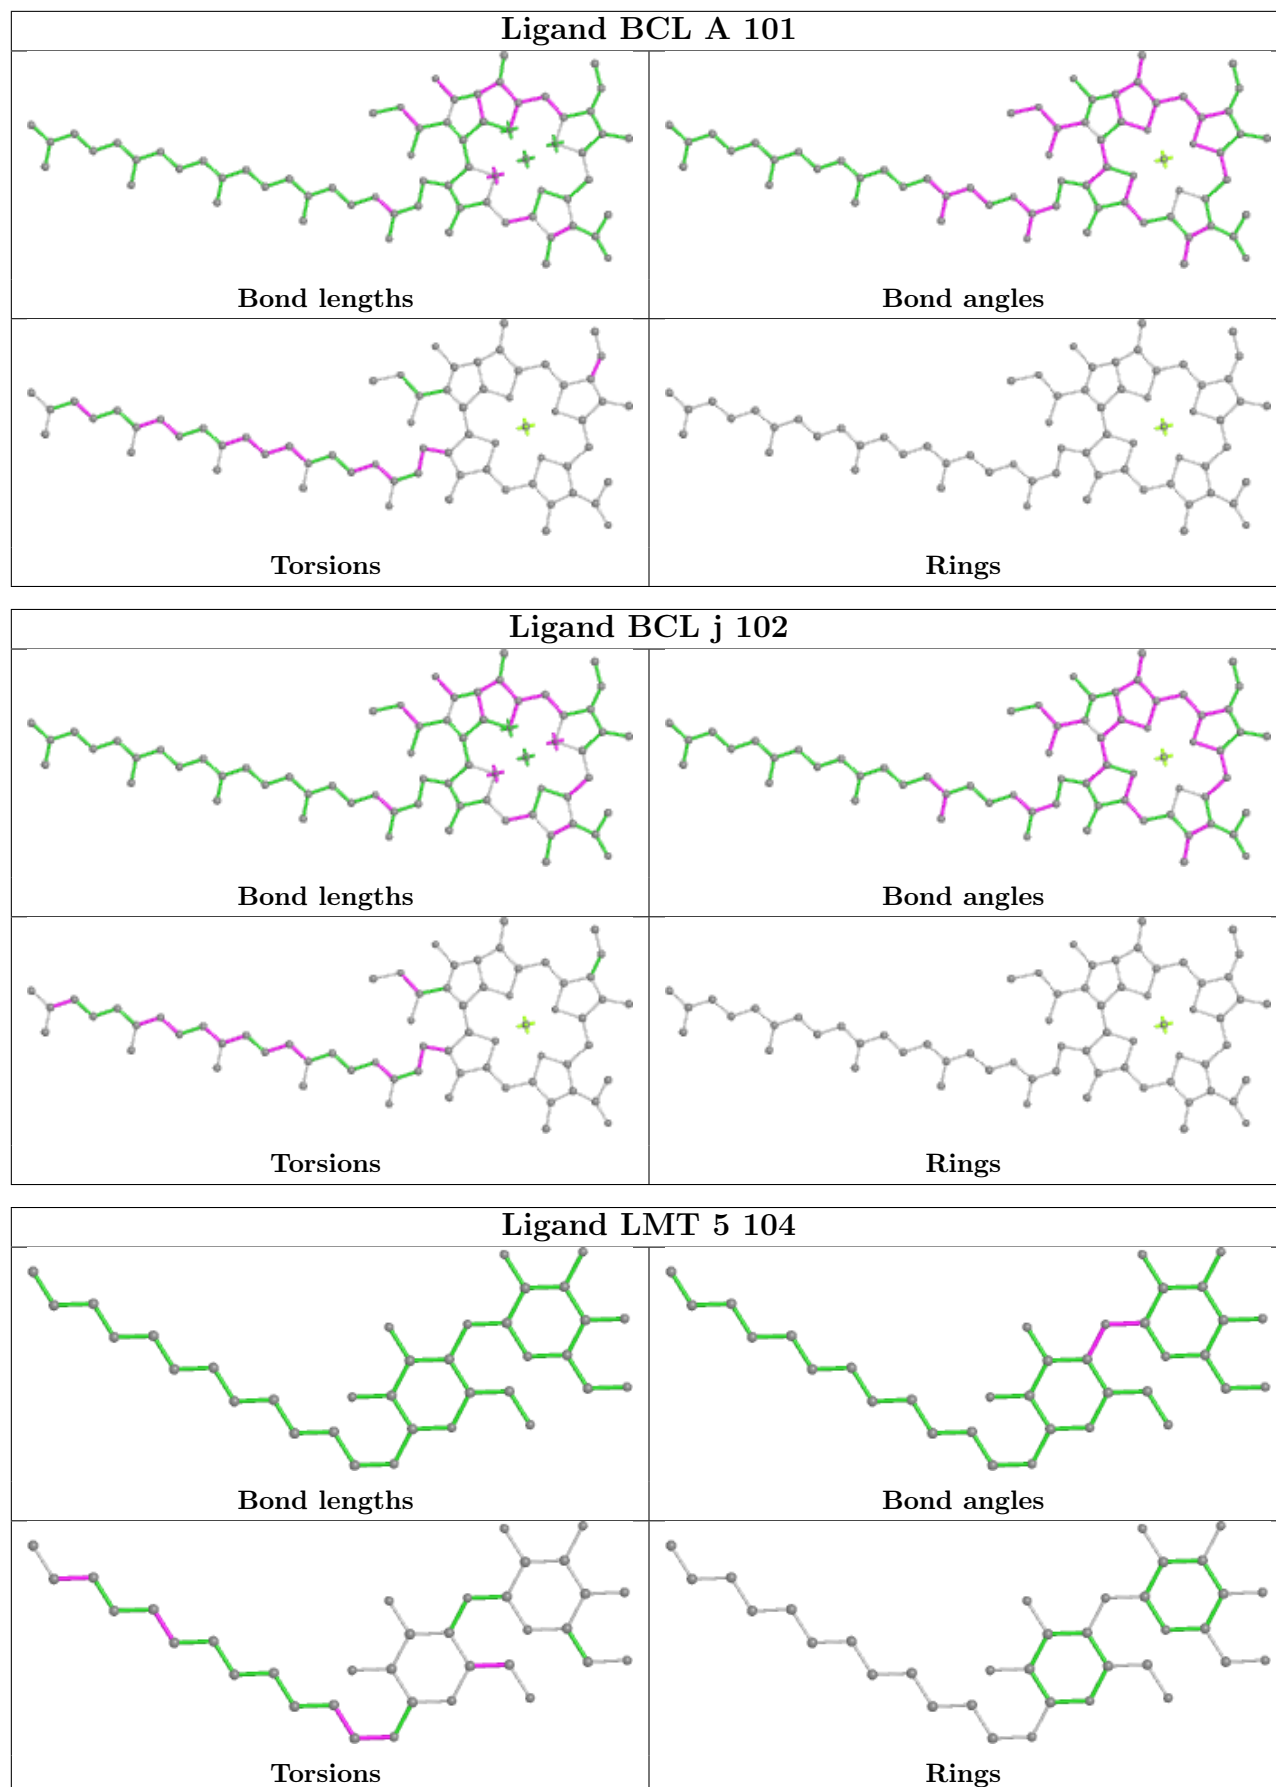 Ligand BCL A 101
Bond lengths
Bond angles
Torsions
Rings
Ligand BCL j 102
Bond lengths
Bond angles
Torsions
Rings
Ligand LMT 5 104
Bond lengths
Bond angles
Torsions
Rings